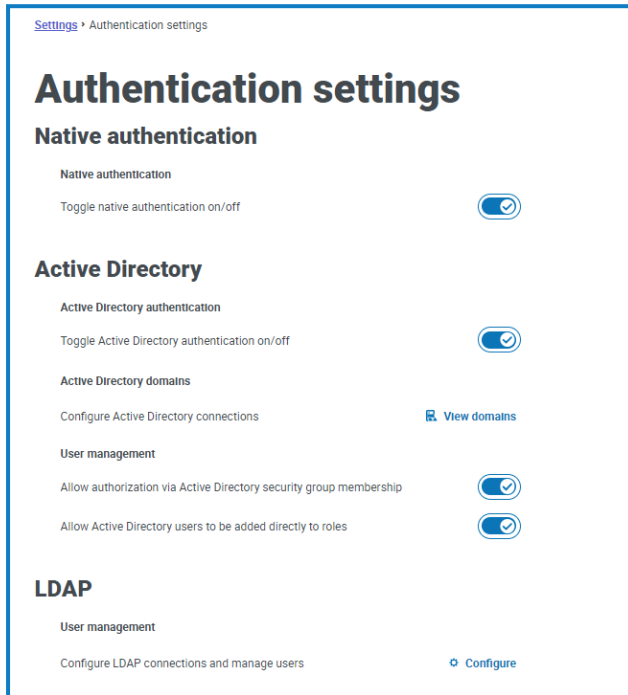 Settings › Authentication settings
Authentication settings
Native authentication
Native authentication
Toggle native authentication on/off
Active Directory
Active Directory authentication
Toggle Active Directory authentication on/off
Active Directory domains
Configure Active Directory connections View domains
User management
Allow authorization via Active Directory security group membership
Allow Active Directory users to be added directly to roles
LDAP
User management
Configure LDAP connections and manage users Configure